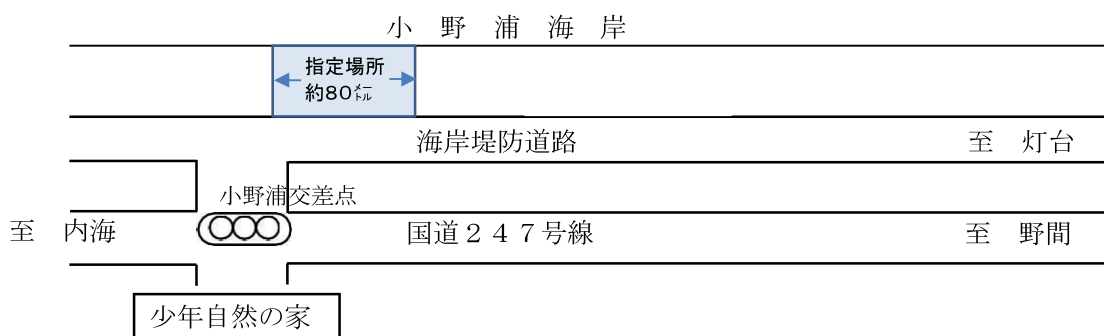 小野浦海岸
指定場所
約80㍍
海岸堤防道路
至 灯台
小野浦交差点
至 内海
国道２４７号線
至 野間
少年自然の家